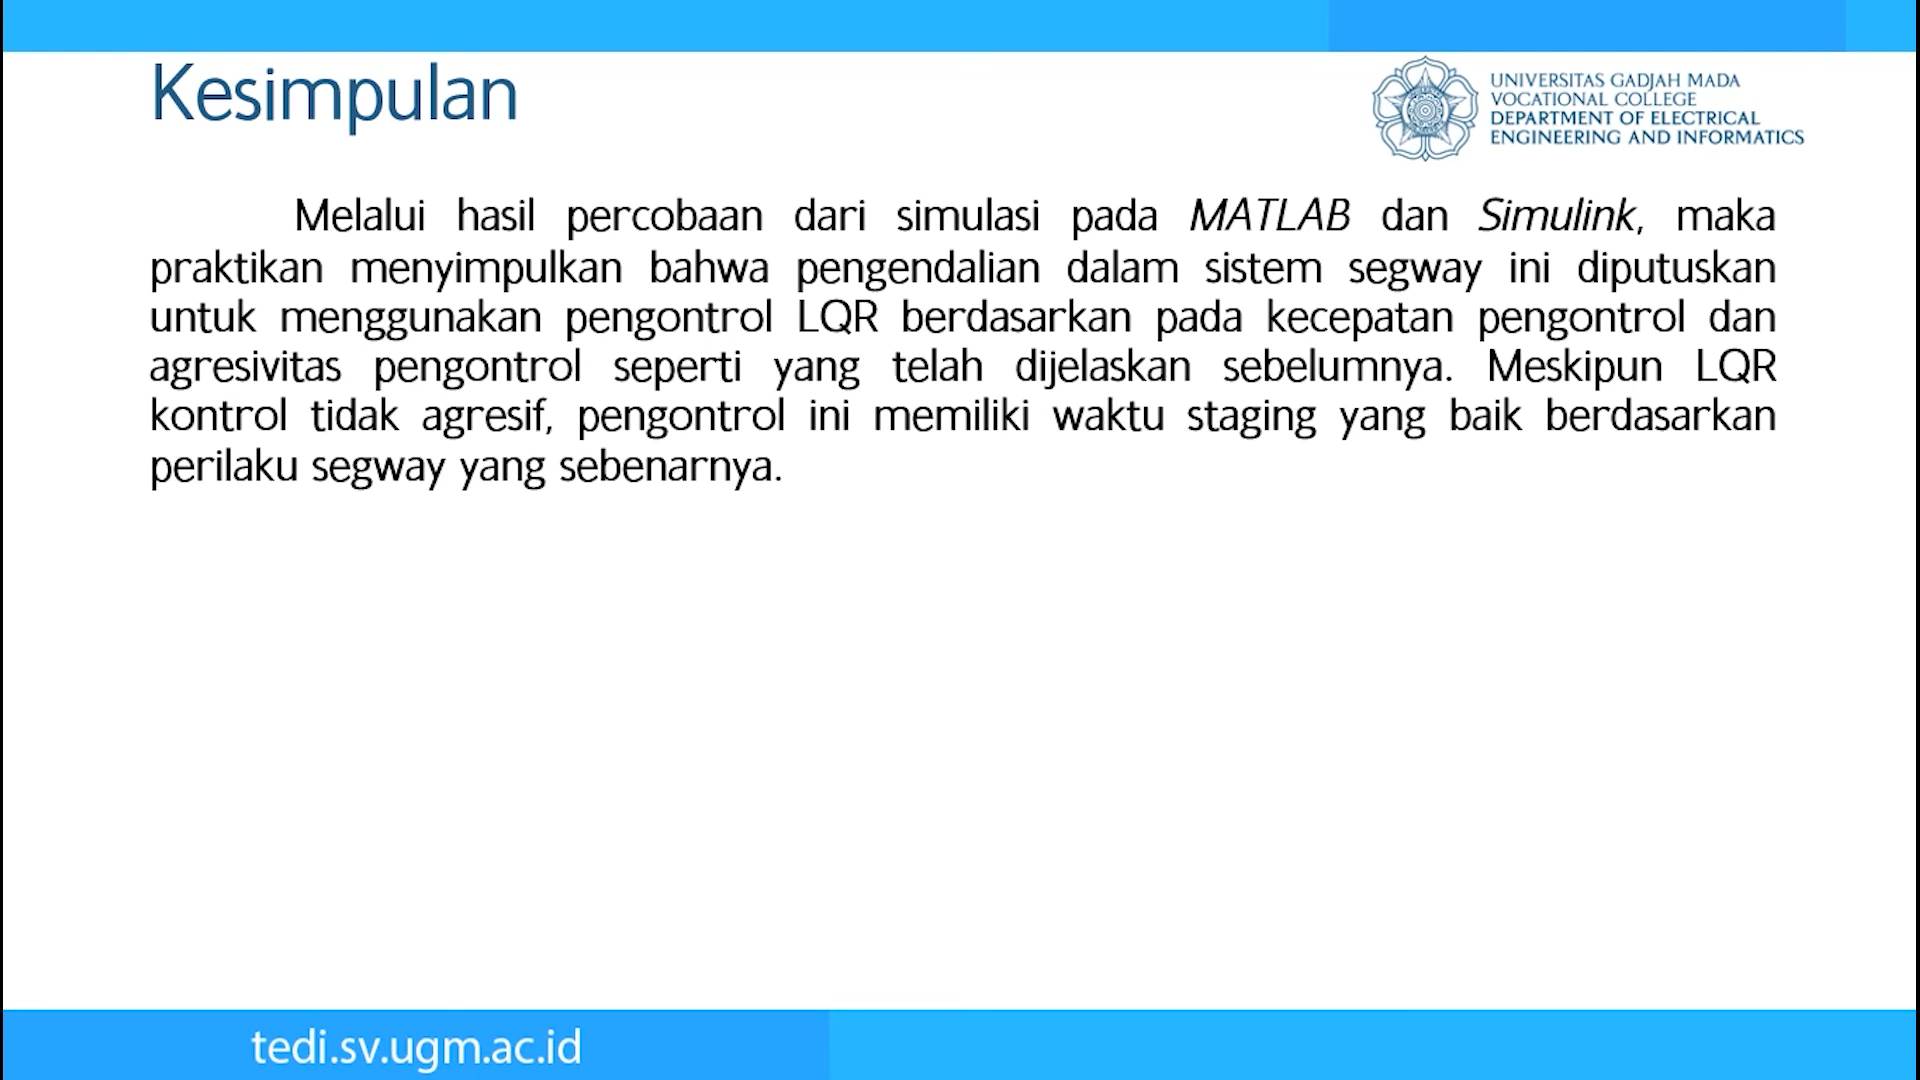 Kesimpulan
UNIVERSITAS GADJAH MADA
VOCATIONAL COLLEGE
DEPARTMENT OF ELECTRICAL
ENGINEERING AND INFORMATICS
Melalui hasil percobaan dari simulasi pada MATLAB dan Simulink, maka
praktikan menyimpulkan bahwa pengendalian dalam sistem segway ini diputuskan
untuk menggunakan pengontrol LQR berdasarkan pada kecepatan pengontrol dan
agresivitas pengontrol seperti yang telah dijelaskan sebelumnya. Meskipun LQR
kontrol tidak agresif, pengontrol ini memiliki waktu staging yang baik berdasarkan
perilaku segway yang sebenarnya.
tedi.sv.ugm.ac.id